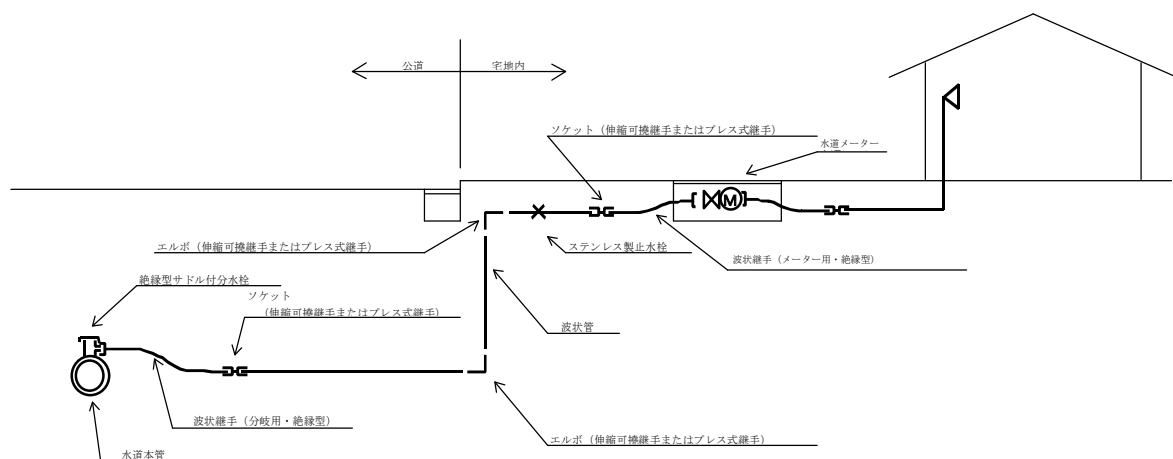 公道
宅地内
ソケット（伸縮可撓継手またはプレス式継手）
水道メーター
エルボ（伸縮可撓継手またはプレス式継手）
ステンレス製止水栓
波状継手（メーター用・絶縁型）
絶縁型サドル付分水栓
ソケット
（伸縮可撓継手またはプレス式継手）
波状管
M
波状継手（分岐用・絶縁型）
エルボ（伸縮可撓継手またはプレス式継手）
水道本管